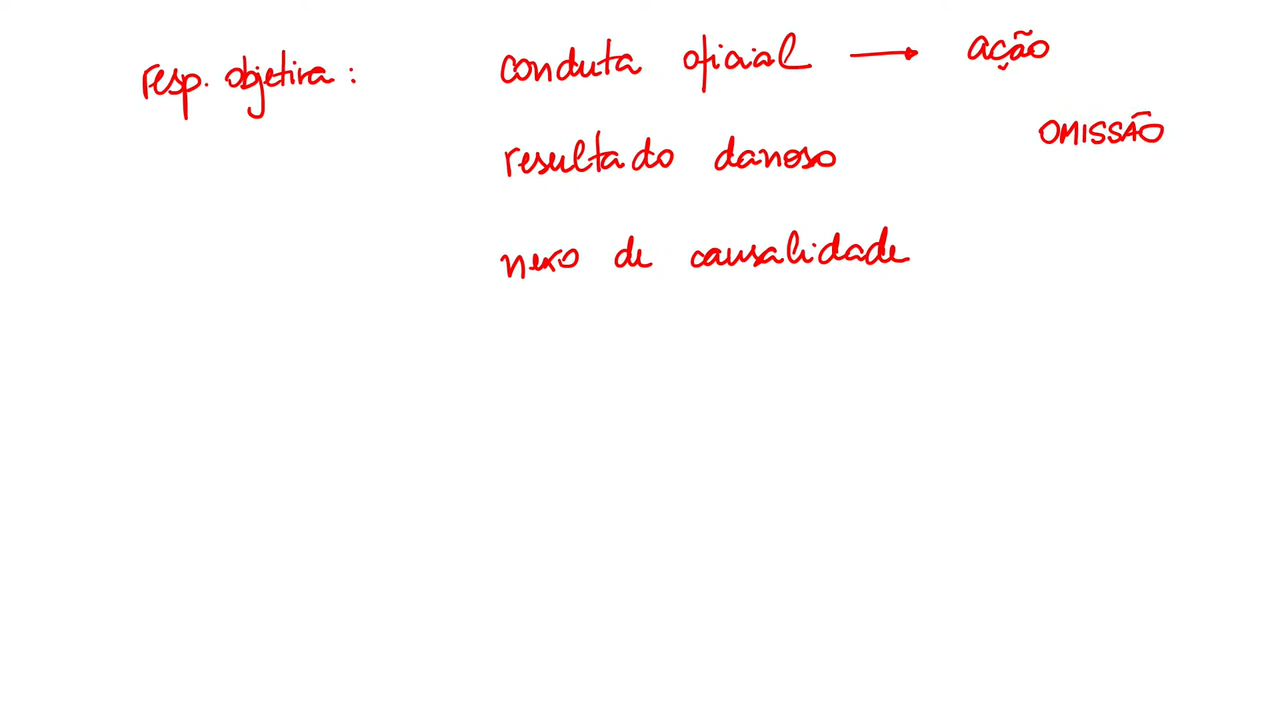 resp. objetiva: conduta oficial → ação
OMISSÃO
resultado danoso
nexo de causalidade